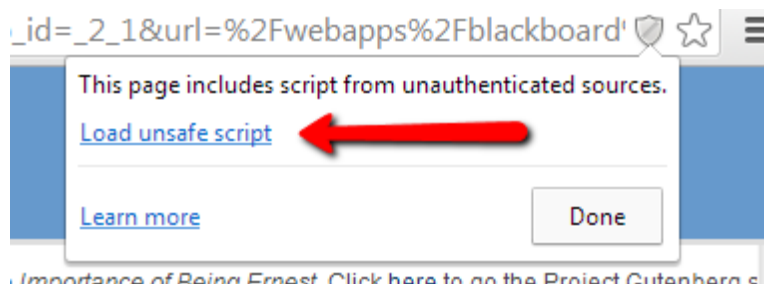 _id=_2_1&url=%2Fwebapps%2Fblackboard
This page includes script from unauthenticated sources.
Load unsafe script
Learn more
Done
Importance of Being Ernest. Click here to go the Project Gutenberg s